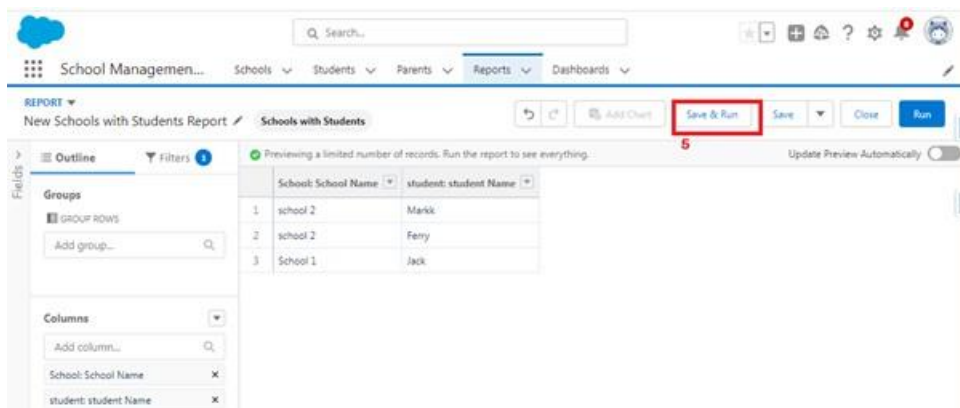 Search...
School Managemen... Schools Students Parents Reports Dashboards
REPORT
New Schools with Students Report Schools with Students Add Chart Save & Run Save Close Run
5
Fields Outline Filters 1 Previewing a limited number of records. Run the report to see everything. Update Preview Automatically
School: School Name student: student Name
Groups
GROUP ROWS
Add group...
1 school 2 Markk
2 school 2 Ferry
3 School 1 Jack
Columns
Add column...
School: School Name
student: student Name